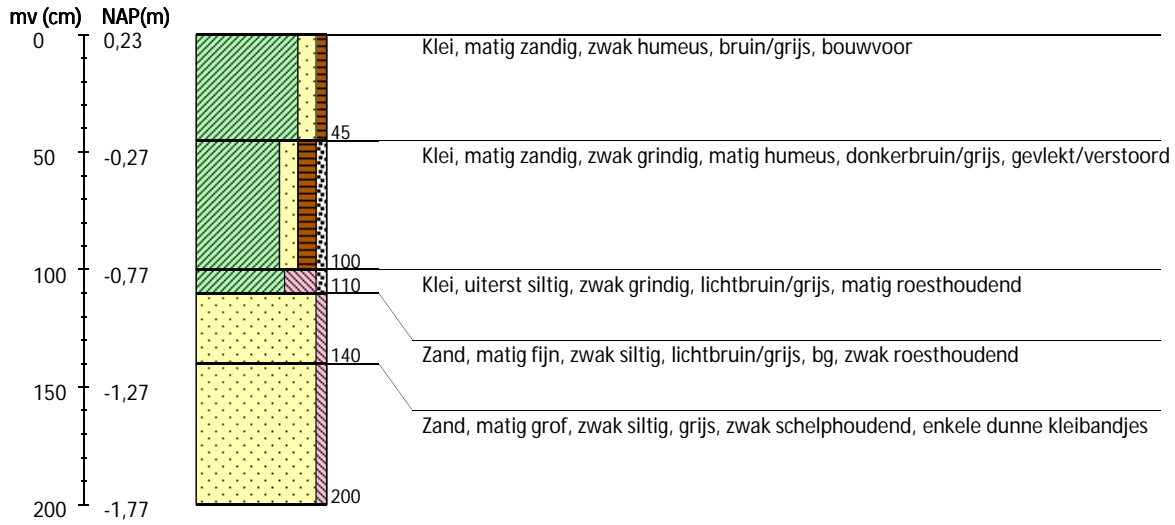 mv (cm) NAP(m)
0 0,23 Klei, matig zandig, zwak humeus, bruin/grijs, bouwvoor
45
50 -0,27 Klei, matig zandig, zwak grindig, matig humeus, donkerbruin/grijs, gevlekt/verstoord
100
100 -0,77 Klei, uiterst siltig, zwak grindig, lichtbruin/grijs, matig roesthoudend
110
Zand, matig fijn, zwak siltig, lichtbruin/grijs, bg, zwak roesthoudend
140
150 -1,27
Zand, matig grof, zwak siltig, grijs, zwak schelphoudend, enkele dunne kleibandjes
200
200 -1,77